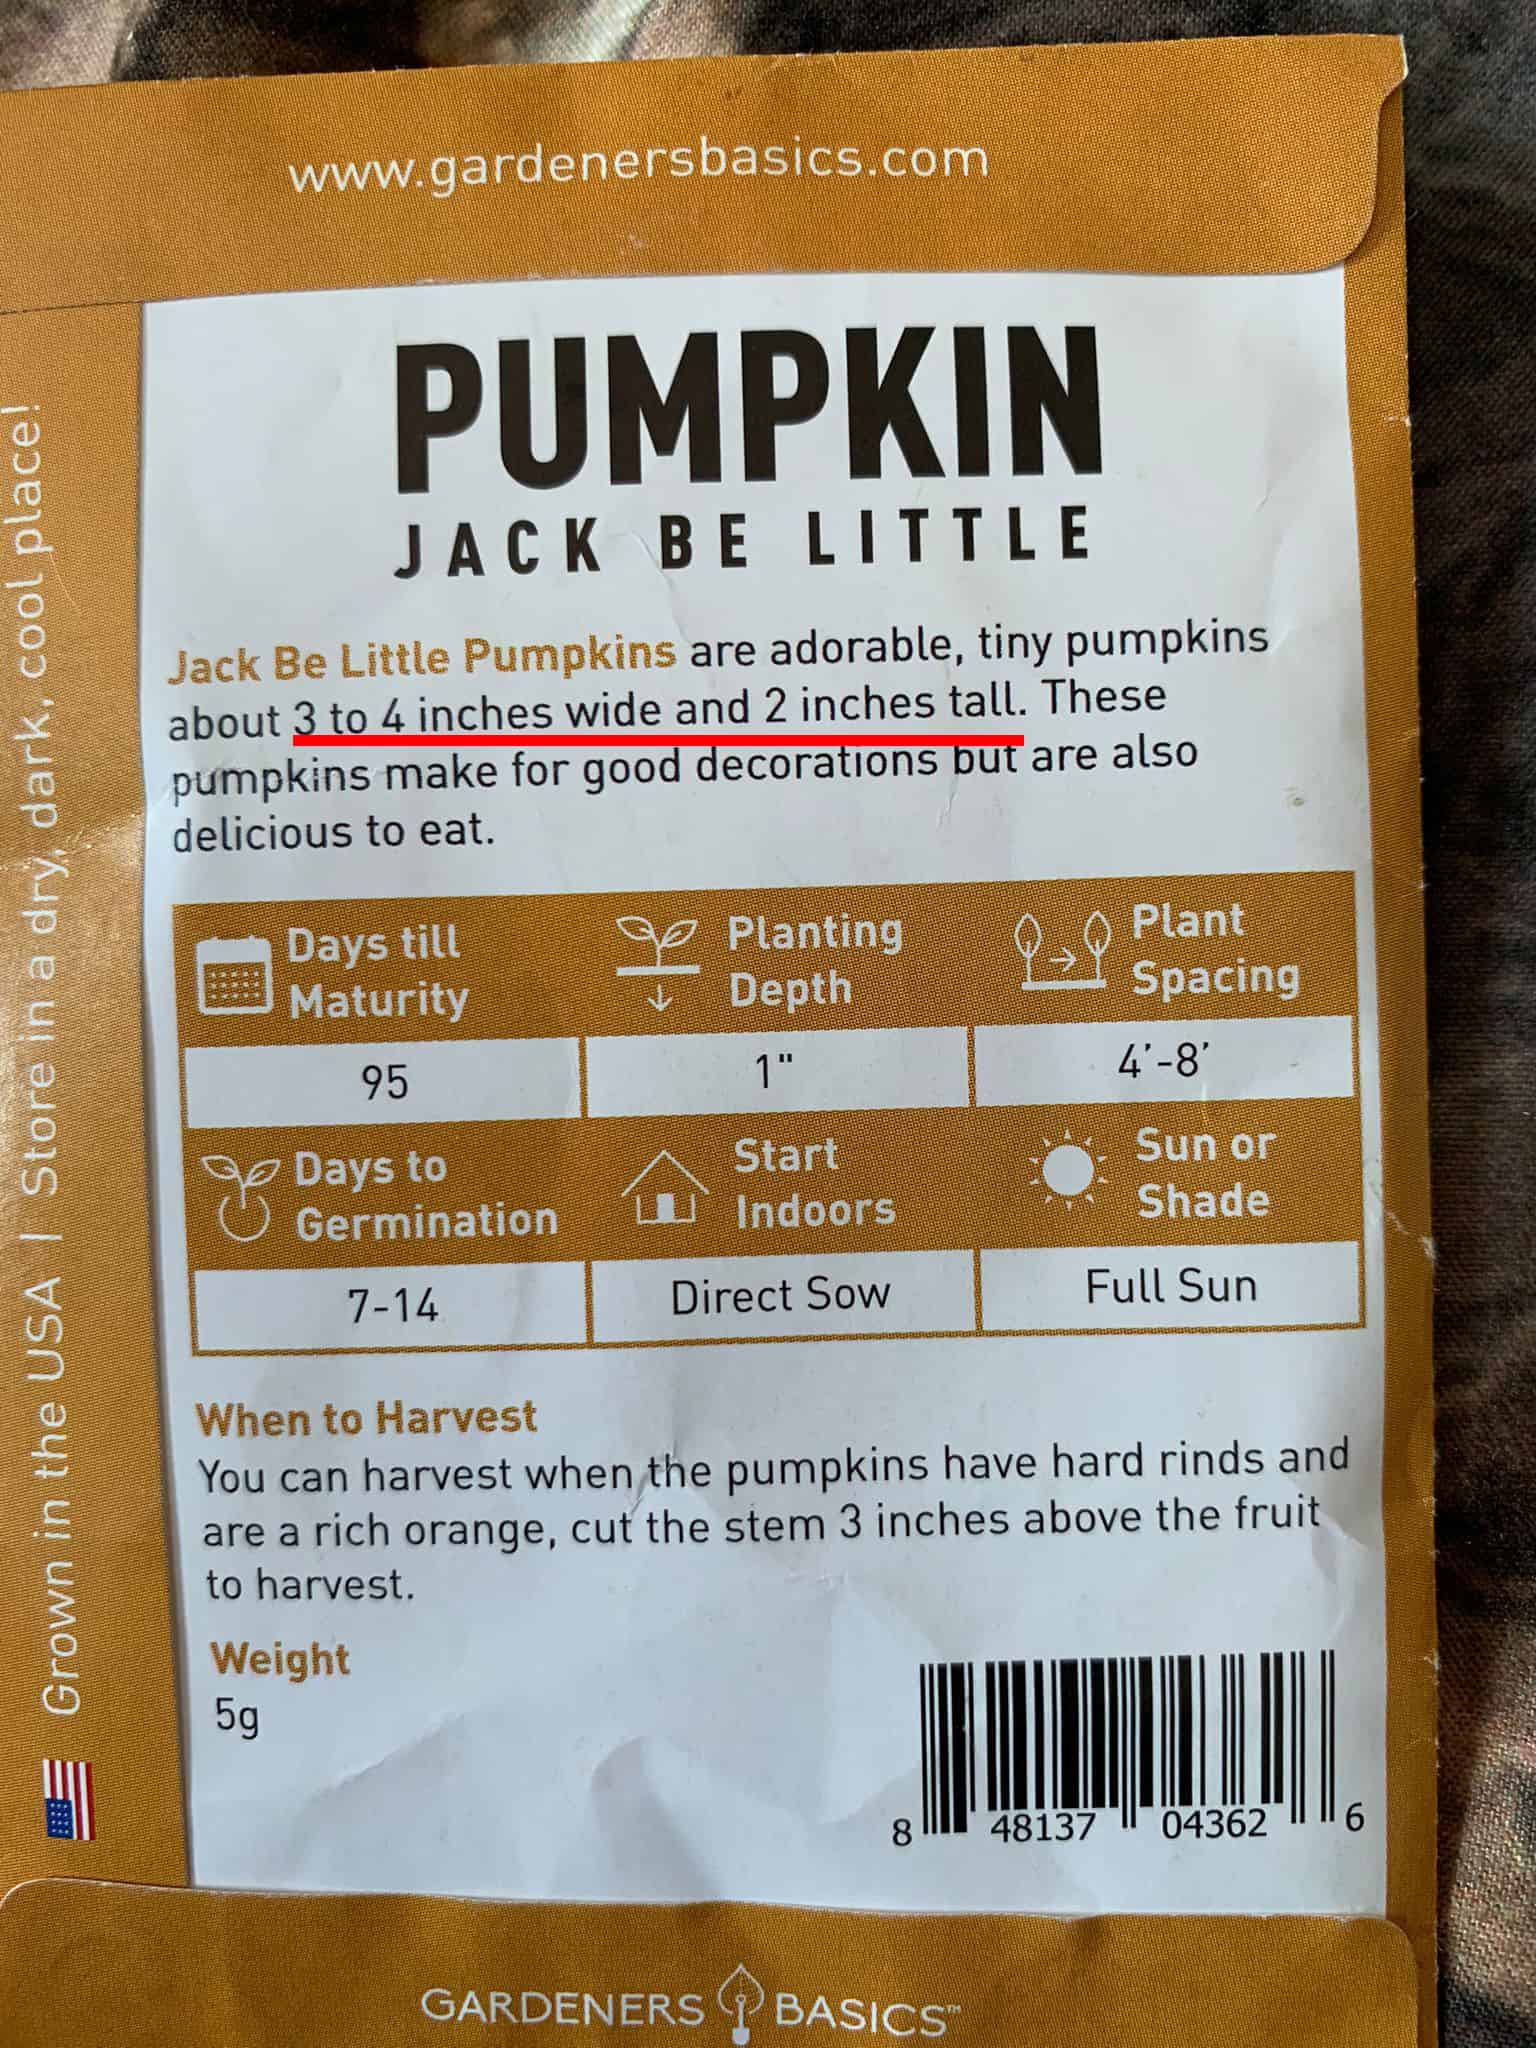 www.gardenersbasics.com
PUMPKIN
JACK BE LITTLE
Jack Be Little Pumpkins are adorable, tiny pumpkins
about 3 to 4 inches wide and 2 inches tall. These
pumpkins make for good decorations but are also
delicious to eat.
Days till
Maturity
Planting
Depth
Plant
Spacing
95
1"
4'-8'
Days to
Germination
Start
Indoors
Sun or
Shade
7-14
Direct Sow
Full Sun
When to Harvest
You can harvest when the pumpkins have hard rinds and
are a rich orange, cut the stem 3 inches above the fruit
to harvest.
Weight
5g
8 48137 04362 6
Grown in the USA | Store in a dry, dark, cool place!
GARDENERS BASICS™